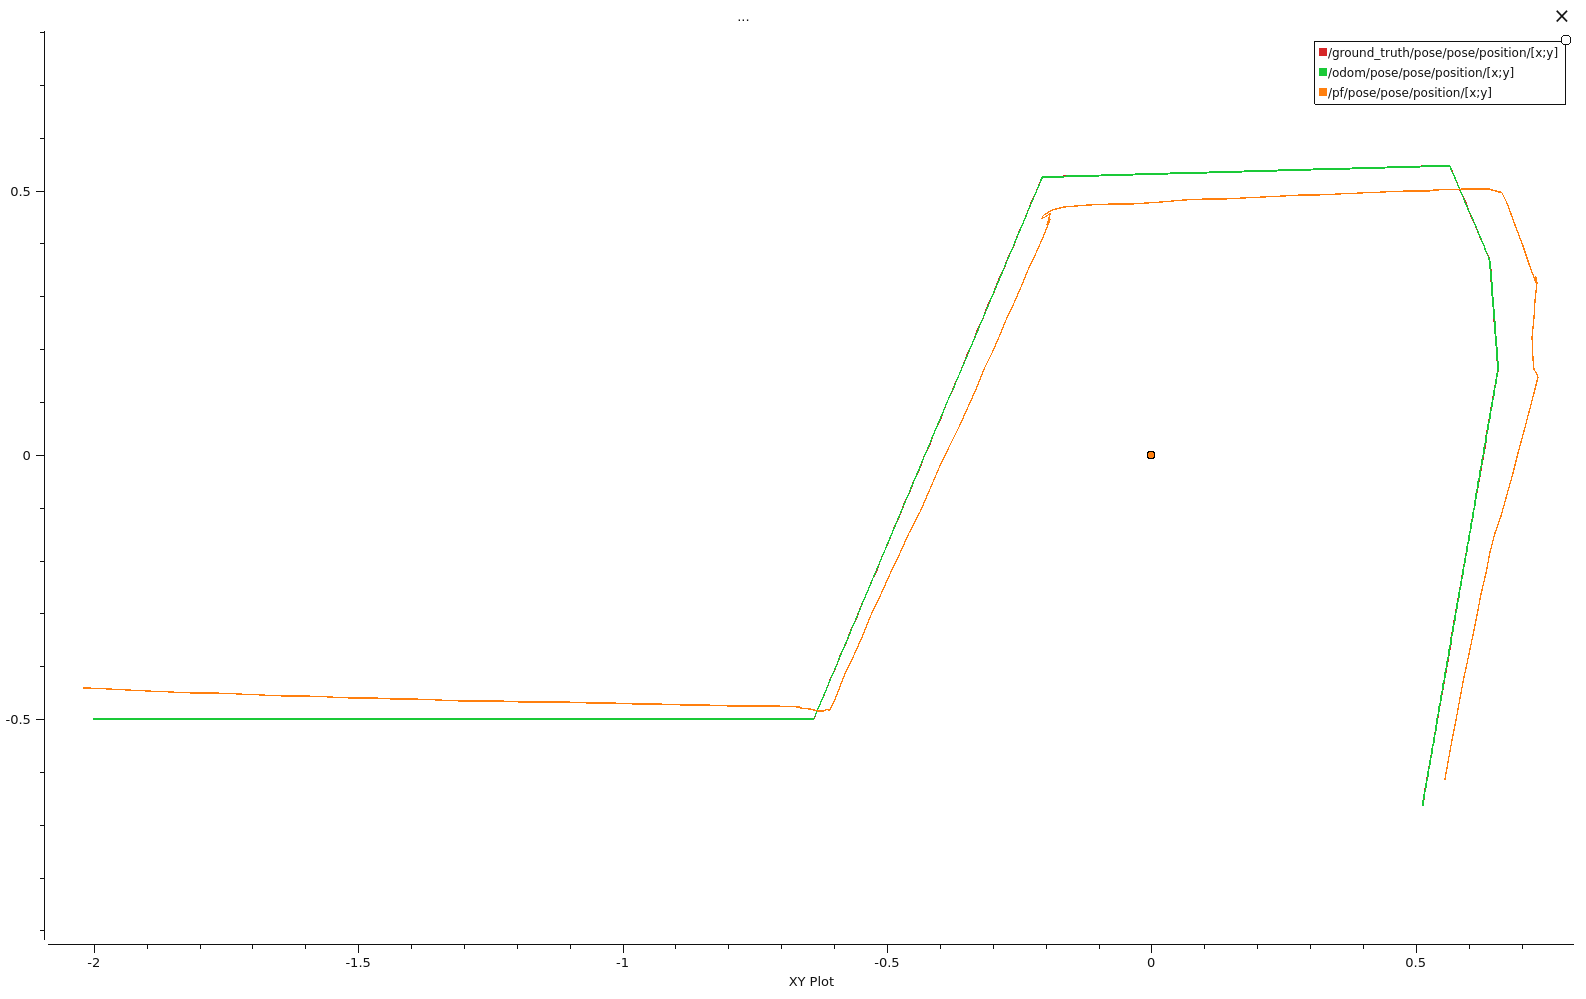 ...
/ground_truth/pose/pose/position/[x;y]
/odom/pose/pose/position/[x;y]
/pf/pose/pose/position/[x;y]
0.5
0
-0.5
-2
-1.5
-1
-0.5
0
0.5
XY Plot